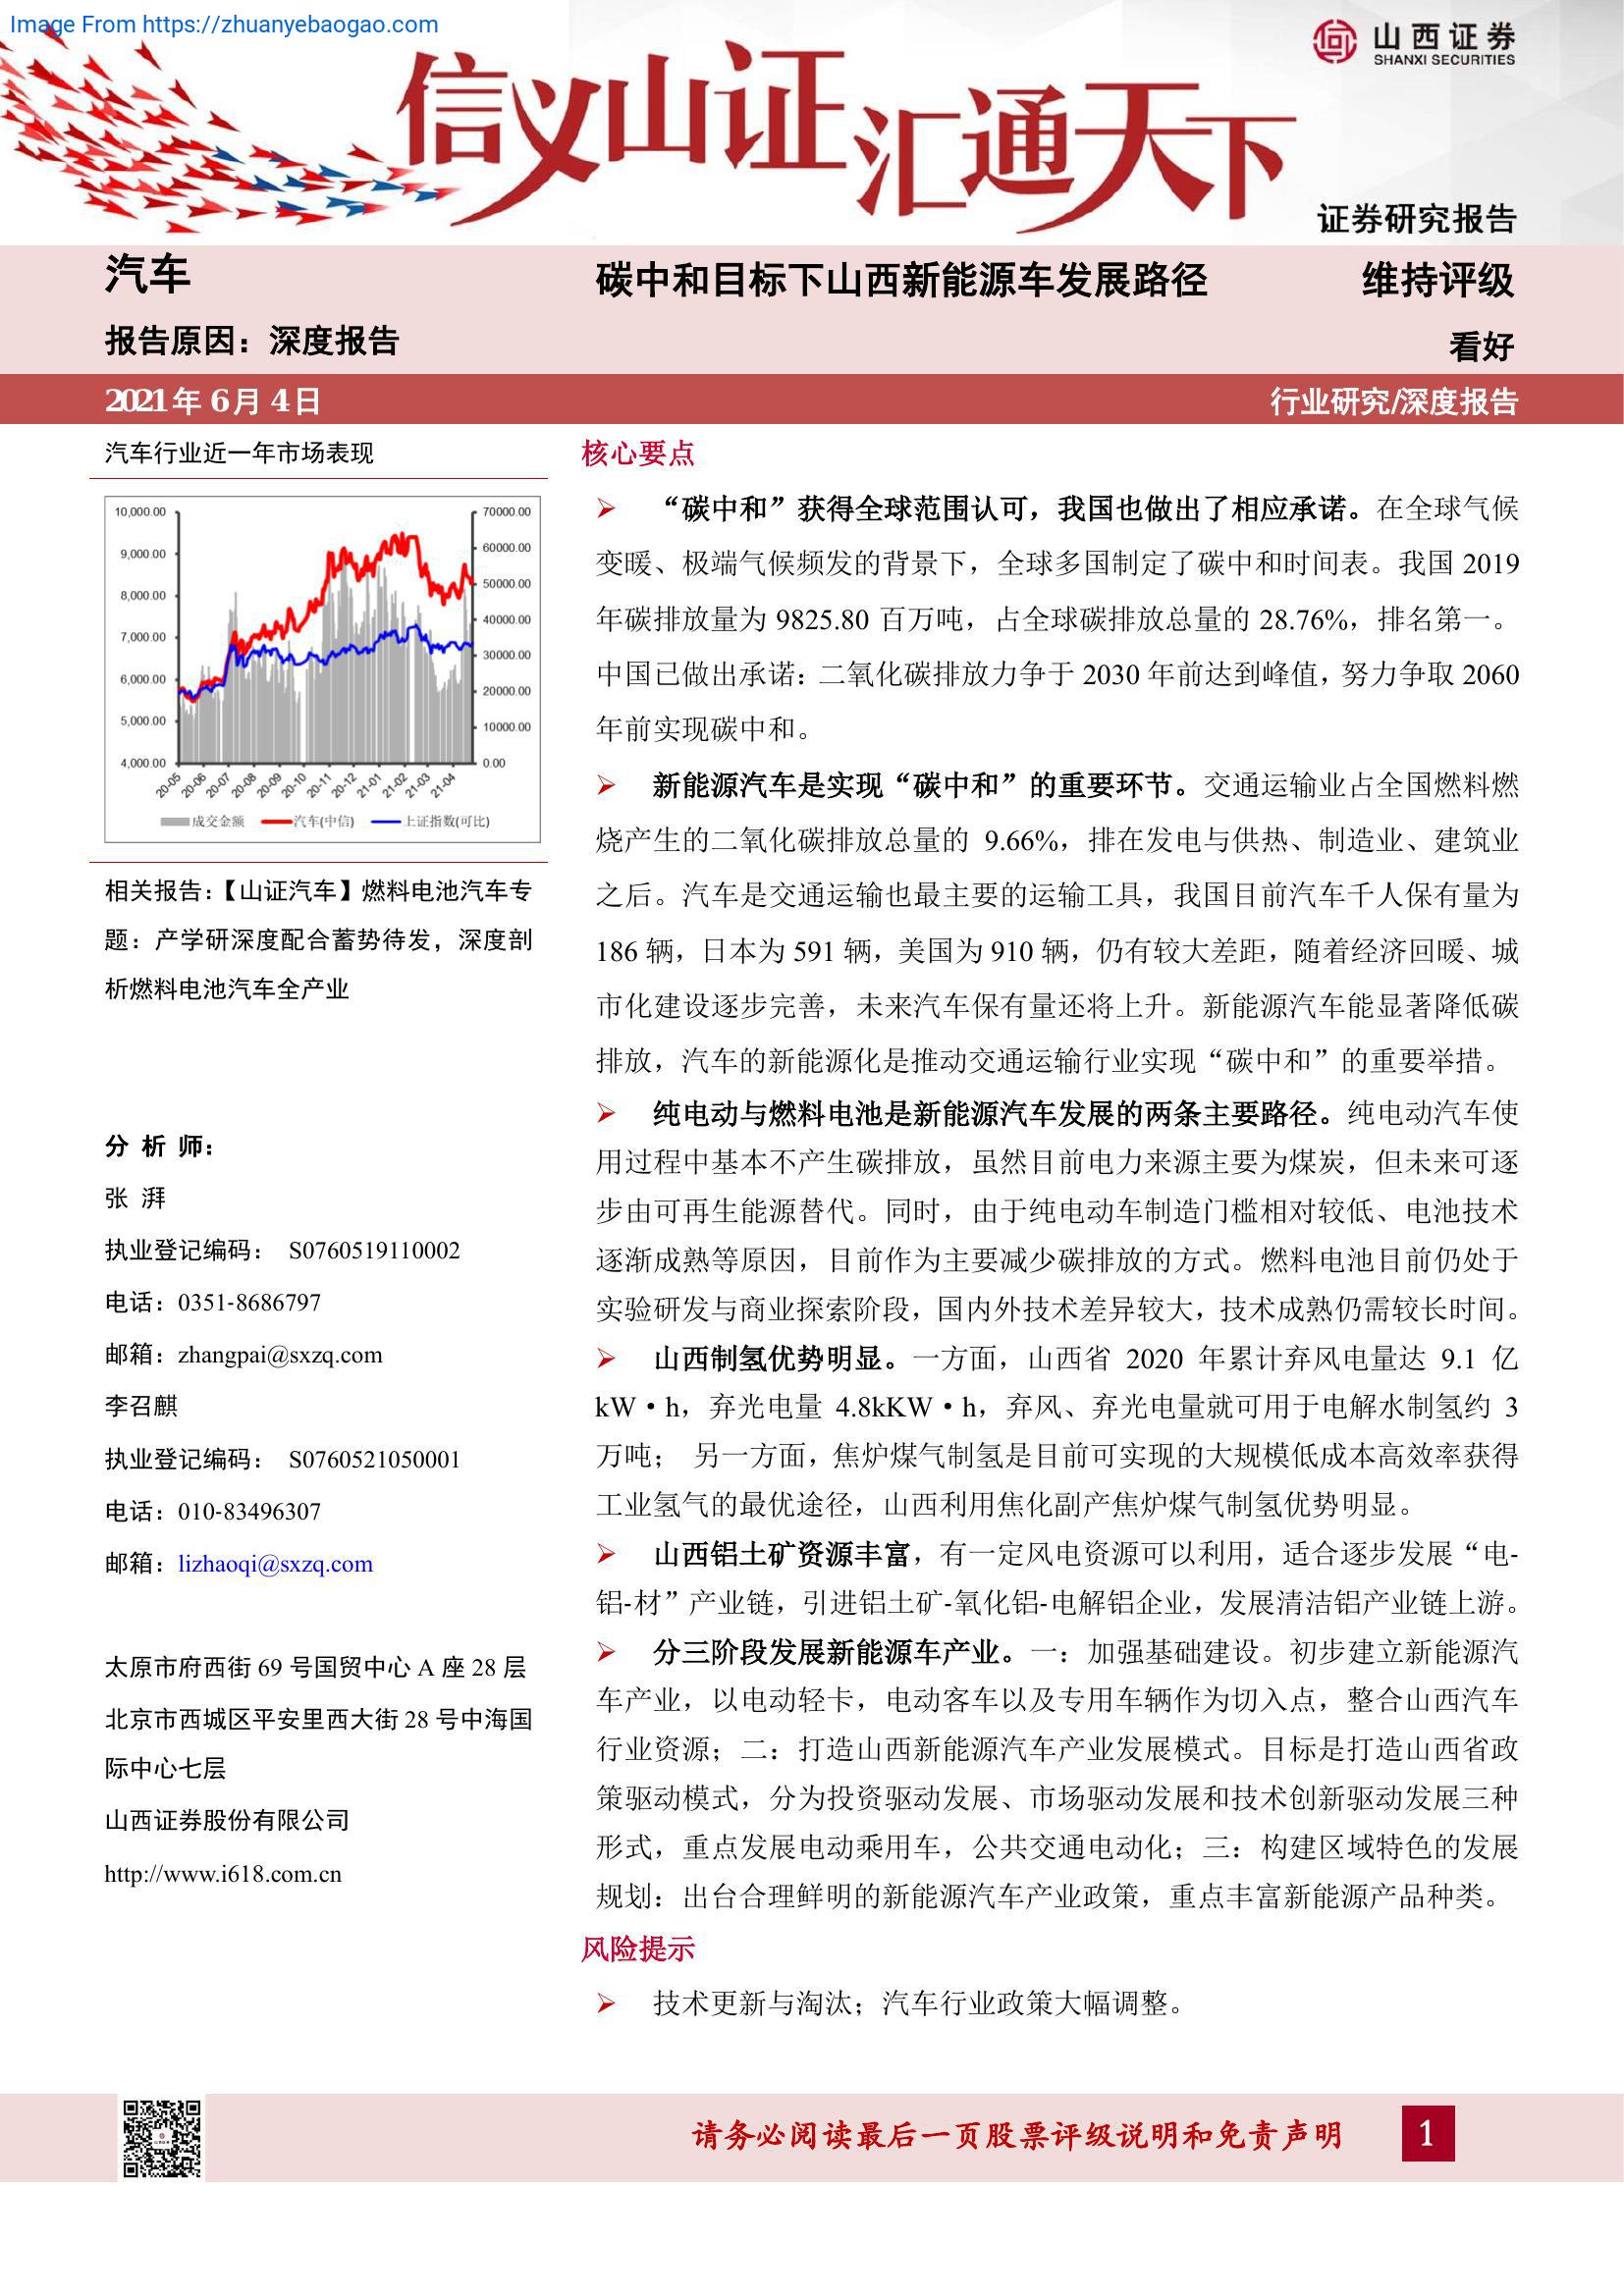 Image From https://zhuanyebaogao.com
山西证券
SHANXI SECURITIES
信义山证汇通天下
证券研究报告
汽车
碳中和目标下山西新能源车发展路径
维持评级
报告原因：深度报告
看好
2021年6月4日
行业研究/深度报告
汽车行业近一年市场表现
10,000.00
9,000.00
8,000.00
7,000.00
6,000.00
5,000.00
4,000.00
70000.00
60000.00
50000.00
40000.00
30000.00
20000.00
10000.00
0.00
20-05
20-06
20-07
20-08
20-09
20-10
20-11
20-12
21-01
21-02
21-03
21-04
成交金额 汽车(中信) 上证指数(可比)
相关报告：【山证汽车】燃料电池汽车专
题：产学研深度配合蓄势待发，深度剖
析燃料电池汽车全产业
分 析 师：
张 湃
执业登记编码： S0760519110002
电话：0351-8686797
邮箱：zhangpai@sxzq.com
李召麒
执业登记编码： S0760521050001
电话：010-83496307
邮箱：lizhaoqi@sxzq.com
太原市府西街 69 号国贸中心 A 座 28 层
北京市西城区平安里西大街 28 号中海国
际中心七层
山西证券股份有限公司
http://www.i618.com.cn
核心要点
“碳中和”获得全球范围认可，我国也做出了相应承诺。在全球气候
变暖、极端气候频发的背景下，全球多国制定了碳中和时间表。我国 2019
年碳排放量为 9825.80 百万吨，占全球碳排放总量的 28.76%，排名第一。
中国已做出承诺：二氧化碳排放力争于 2030 年前达到峰值，努力争取 2060
年前实现碳中和。
新能源汽车是实现“碳中和”的重要环节。交通运输业占全国燃料燃
烧产生的二氧化碳排放总量的 9.66%，排在发电与供热、制造业、建筑业
之后。汽车是交通运输也最主要的运输工具，我国目前汽车千人保有量为
186 辆，日本为 591 辆，美国为 910 辆，仍有较大差距，随着经济回暖、城
市化建设逐步完善，未来汽车保有量还将上升。新能源汽车能显著降低碳
排放，汽车的新能源化是推动交通运输行业实现“碳中和”的重要举措。
纯电动与燃料电池是新能源汽车发展的两条主要路径。纯电动汽车使
用过程中基本不产生碳排放，虽然目前电力来源主要为煤炭，但未来可逐
步由可再生能源替代。同时，由于纯电动车制造门槛相对较低、电池技术
逐渐成熟等原因，目前作为主要减少碳排放的方式。燃料电池目前仍处于
实验研发与商业探索阶段，国内外技术差异较大，技术成熟仍需较长时间。
山西制氢优势明显。一方面，山西省 2020 年累计弃风电量达 9.1 亿
kW·h，弃光电量 4.8kKW·h，弃风、弃光电量就可用于电解水制氢约 3
万吨； 另一方面，焦炉煤气制氢是目前可实现的大规模低成本高效率获得
工业氢气的最优途径，山西利用焦化副产焦炉煤气制氢优势明显。
山西铝土矿资源丰富，有一定风电资源可以利用，适合逐步发展“电-
铝-材”产业链，引进铝土矿-氧化铝-电解铝企业，发展清洁铝产业链上游。
分三阶段发展新能源车产业。一：加强基础建设。初步建立新能源汽
车产业，以电动轻卡，电动客车以及专用车辆作为切入点，整合山西汽车
行业资源；二：打造山西新能源汽车产业发展模式。目标是打造山西省政
策驱动模式，分为投资驱动发展、市场驱动发展和技术创新驱动发展三种
形式，重点发展电动乘用车，公共交通电动化；三：构建区域特色的发展
规划：出台合理鲜明的新能源汽车产业政策，重点丰富新能源产品种类。
风险提示
技术更新与淘汰；汽车行业政策大幅调整。
请务必阅读最后一页股票评级说明和免责声明
1